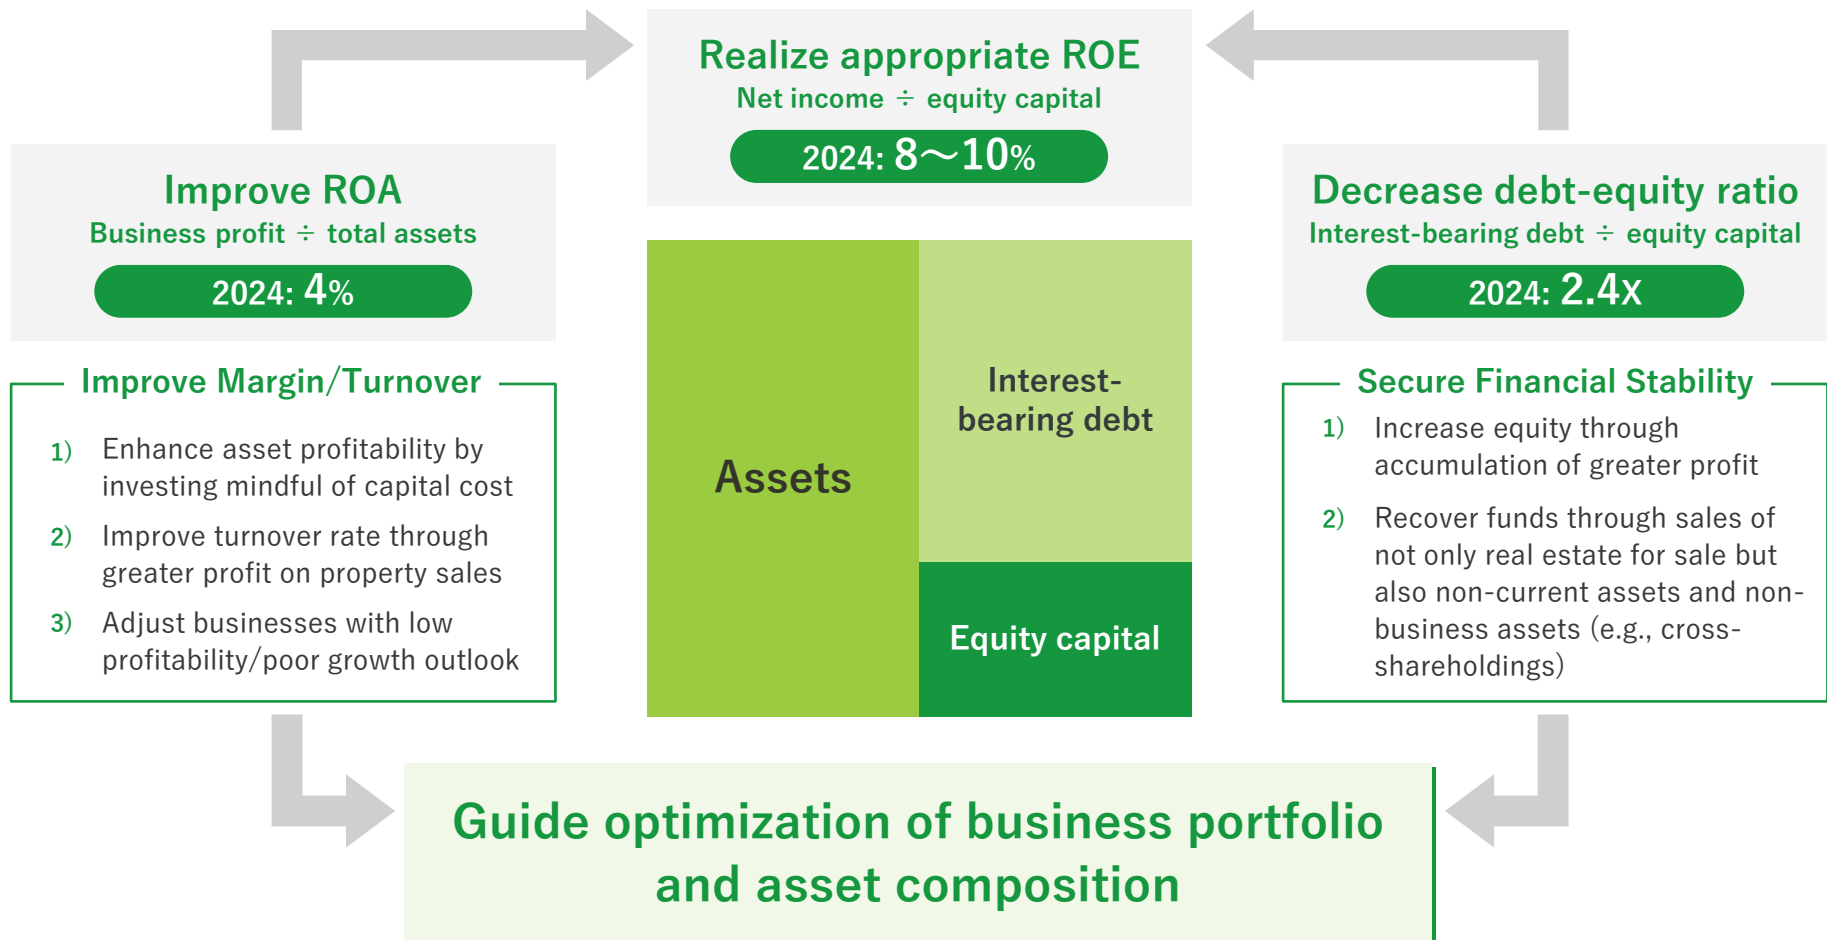 Realize appropriate ROE
Net income ÷ equity capital
2024: 8～10%
Improve ROA
Business profit ÷ total assets
2024: 4%
Decrease debt-equity ratio
Interest-bearing debt ÷ equity capital
2024: 2.4X
Improve Margin/Turnover
1) Enhance asset profitability by
investing mindful of capital cost
2) Improve turnover rate through
greater profit on property sales
3) Adjust businesses with low
profitability/poor growth outlook
Assets
Interest-
bearing debt
Equity capital
Secure Financial Stability
1) Increase equity through
accumulation of greater profit
2) Recover funds through sales of
not only real estate for sale but
also non-current assets and non-
business assets (e.g., cross-
shareholdings)
Guide optimization of business portfolio
and asset composition